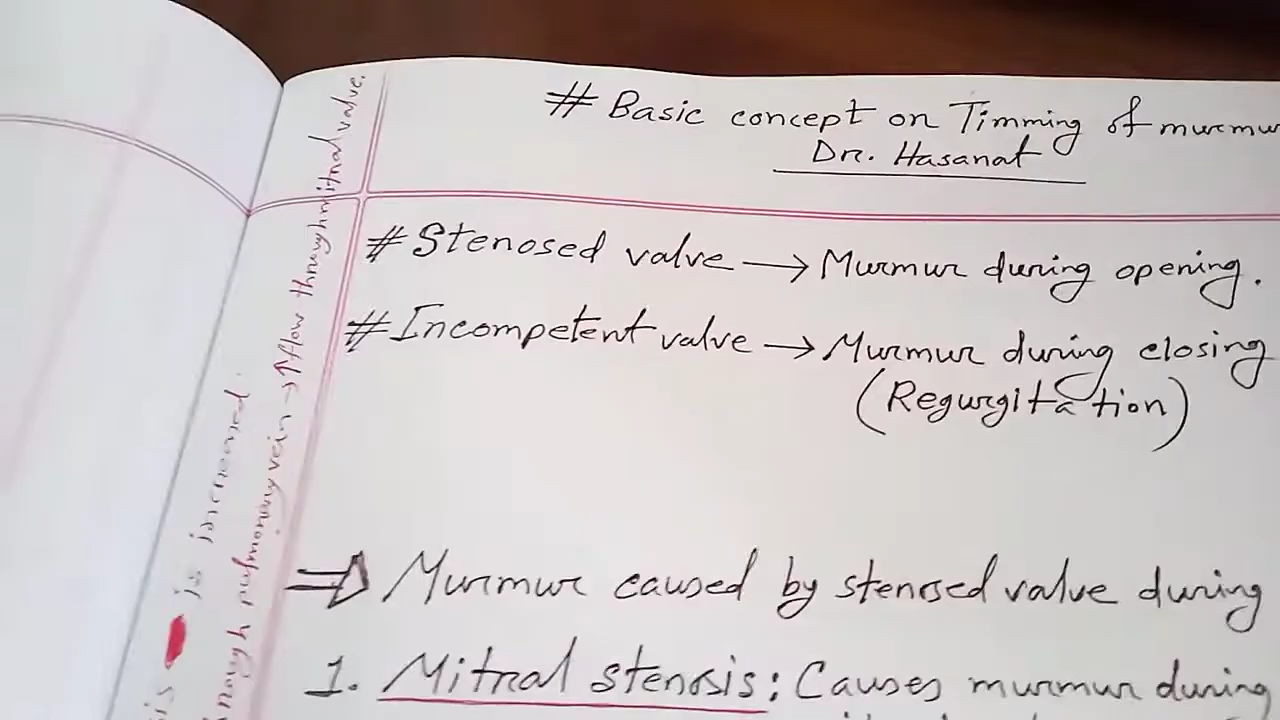 # Basic concept on Timming of murmu
Dr. Hasanat
# Stenosed valve → Murmur during opening.
# Incompetent valve → Murmur during closing
(Regurgitation)
⇒ Murmur caused by stenosed valve during
1. Mitral stenosis: Causes murmur during
is is increased.
through pulmonary vein → ↑flow through mitral valve.